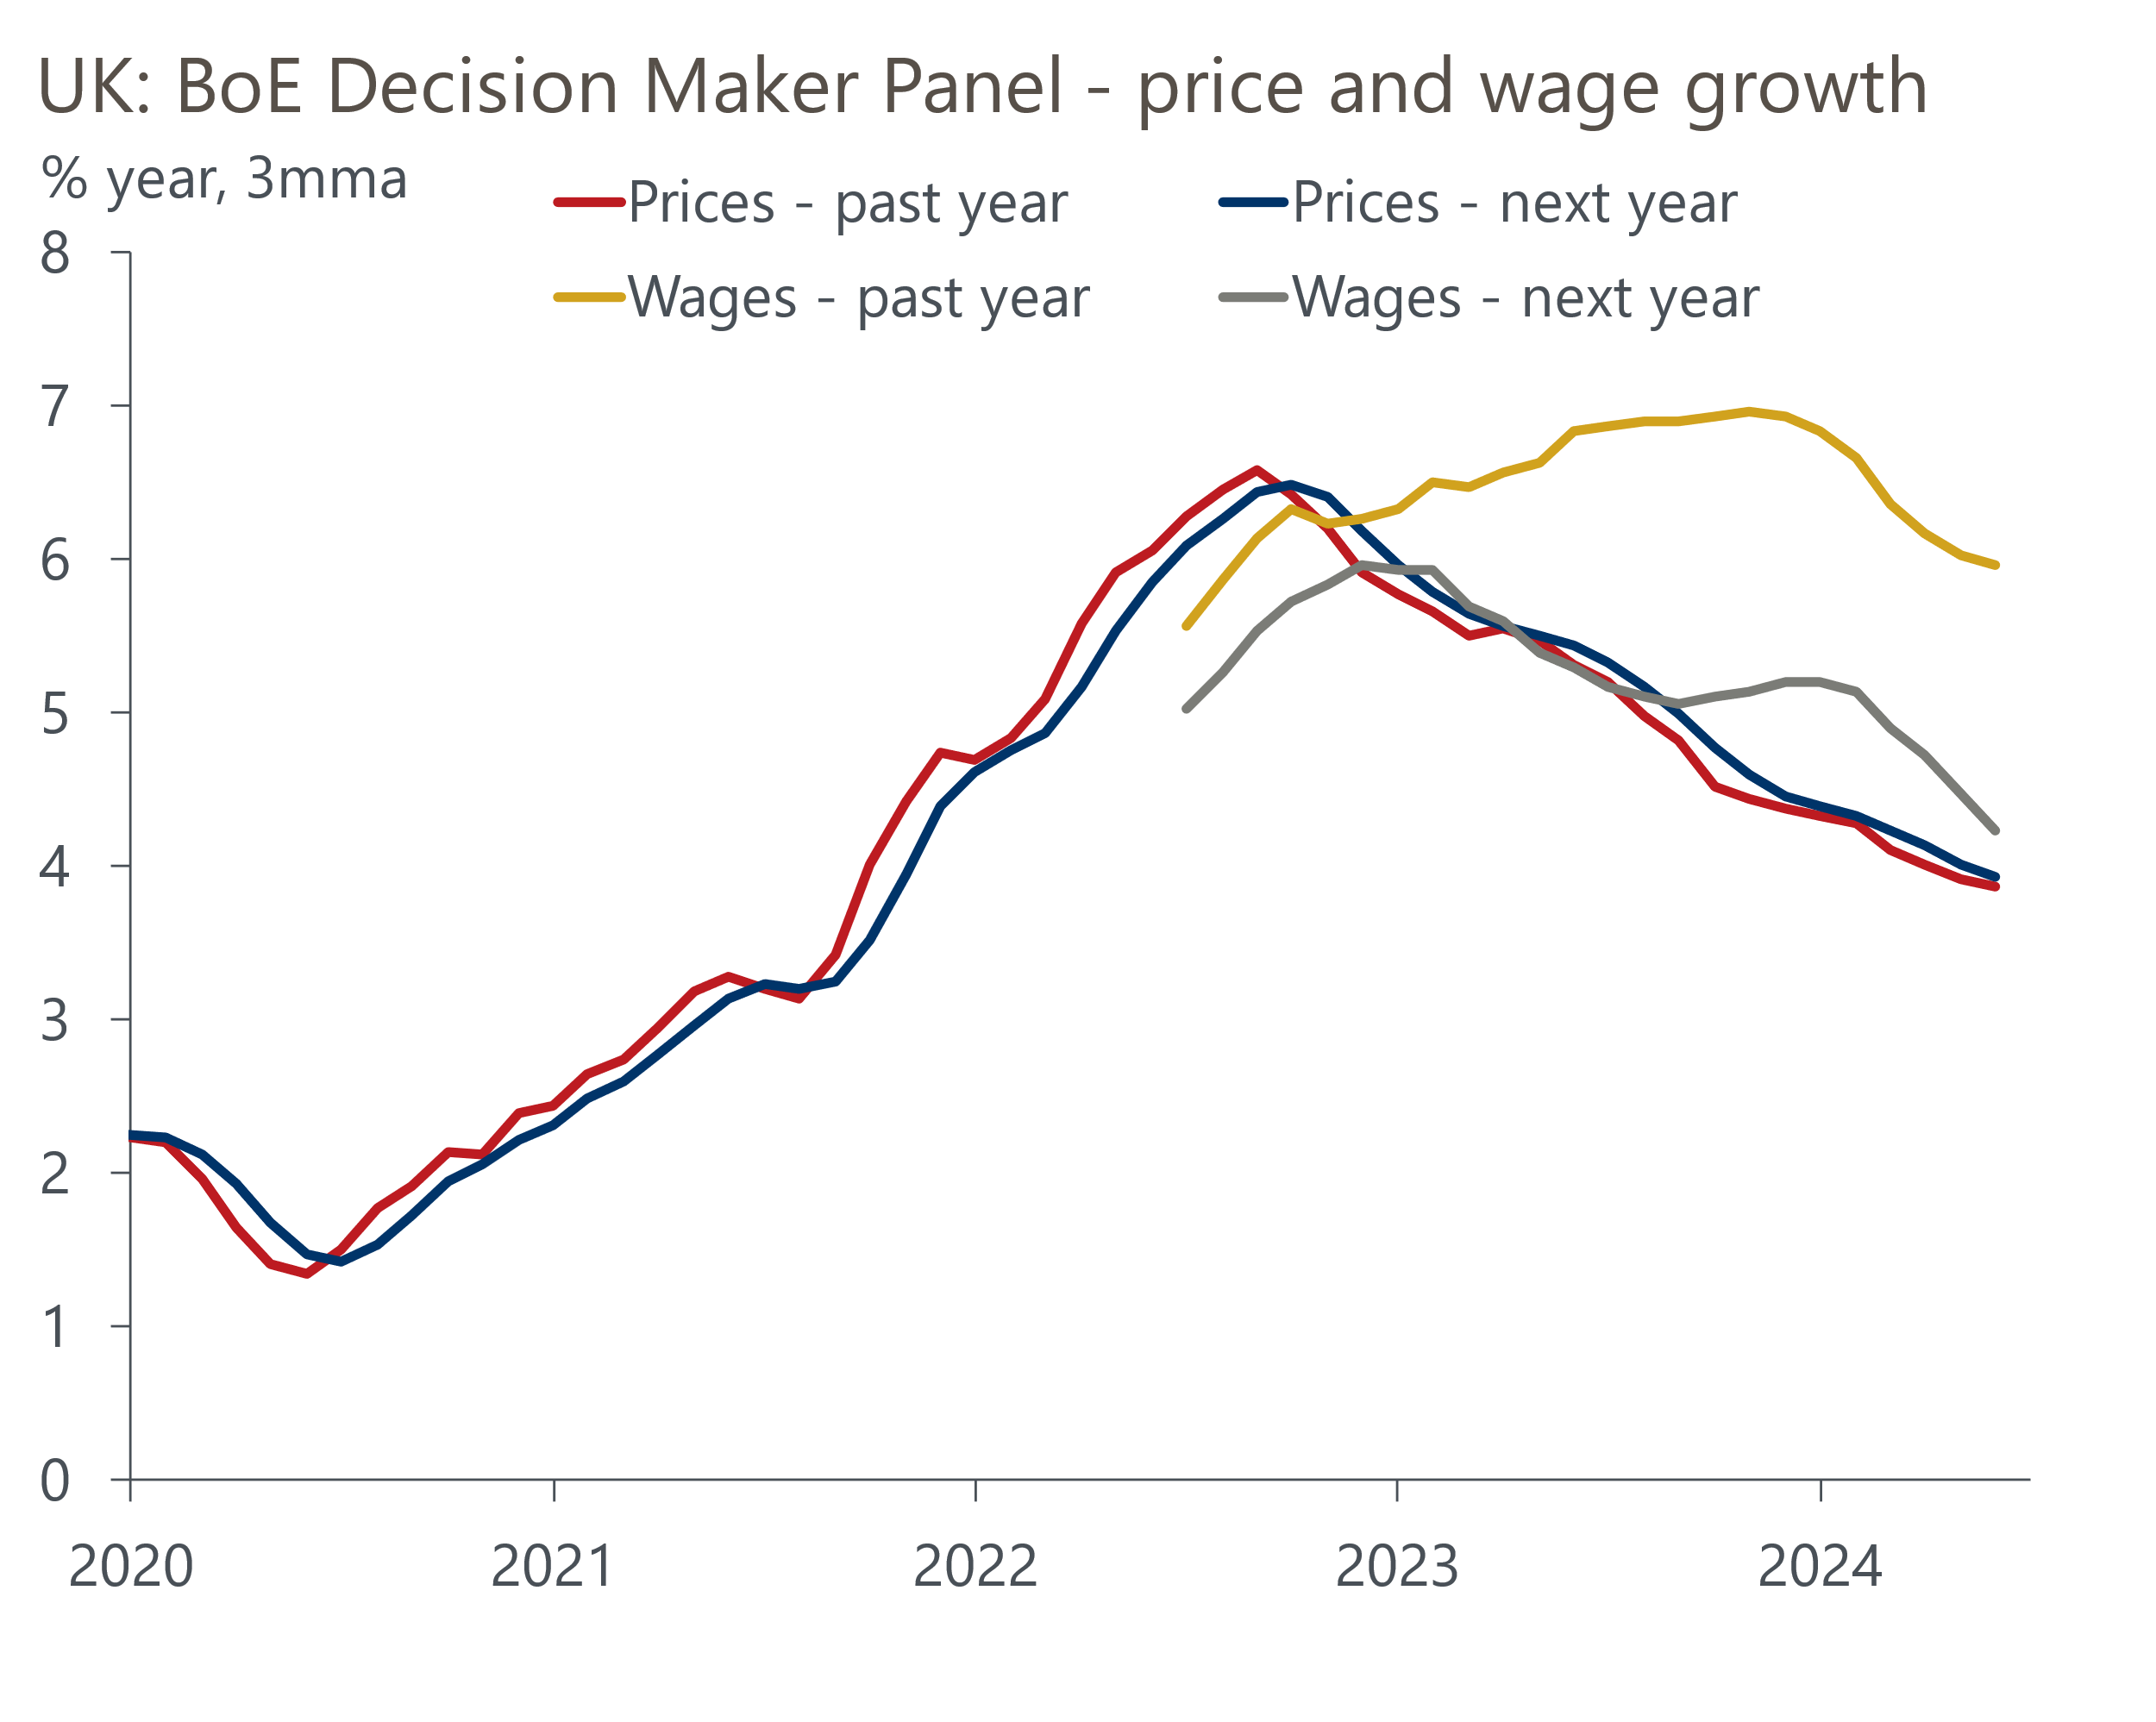 UK: BoE Decision Maker Panel - price and wage growth
% year, 3mma
Prices - past year
Prices - next year
Wages - past year
Wages - next year
8
7
6
5
4
3
2
1
0
2020 2021 2022 2023 2024